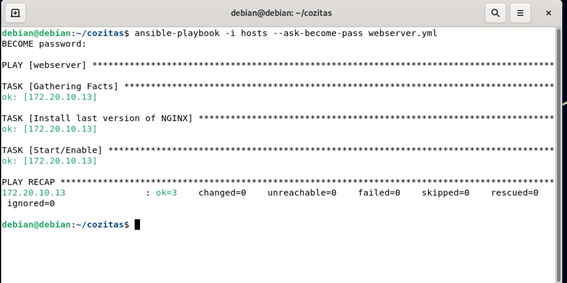 debian@debian: ~/cozitas
debian@debian:~/cozitas$ ansible-playbook -i hosts --ask-become-pass webserver.yml
BECOME password:
PLAY [webserver] *****************************************************************************
TASK [Gathering Facts] ***********************************************************************
ok: [172.20.10.13]
TASK [Install last version of NGINX] *********************************************************
ok: [172.20.10.13]
TASK [Start/Enable] **************************************************************************
ok: [172.20.10.13]
PLAY RECAP ***********************************************************************************
172.20.10.13 : ok=3 changed=0 unreachable=0 failed=0 skipped=0 rescued=0
ignored=0
debian@debian:~/cozitas$